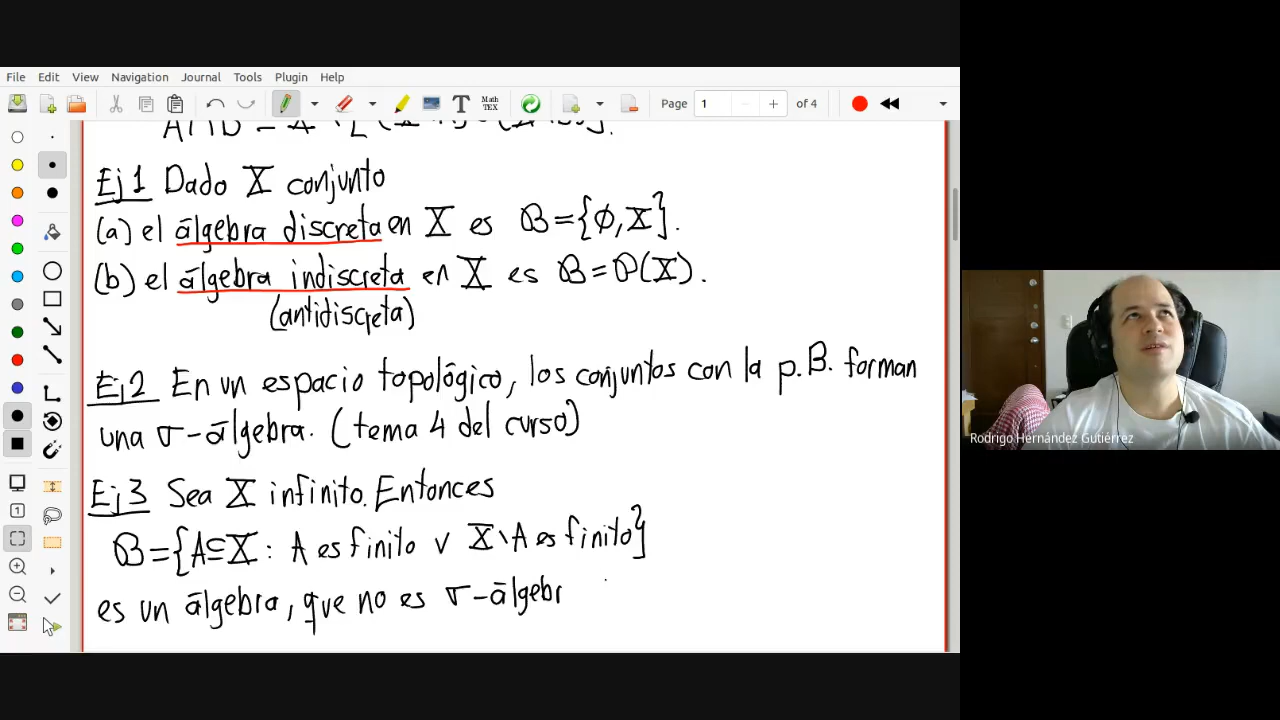 File Edit View Navigation Journal Tools Plugin Help
Math TEX Page 1 of 4
Ej 1 Dado X conjunto
(a) el álgebra discreta en X es B={∅,X}.
(b) el álgebra indiscreta en X es B=P(X).
(antidiscreta)
Ej 2 En un espacio topológico, los conjuntos con la p.B. forman
una σ-álgebra. (tema 4 del curso)
Ej 3 Sea X infinito. Entonces
B={A⊆X: A es finito ∨ X\A es finito}
es un álgebra, que no es σ-álgebr
Rodrigo Hernández Gutiérrez